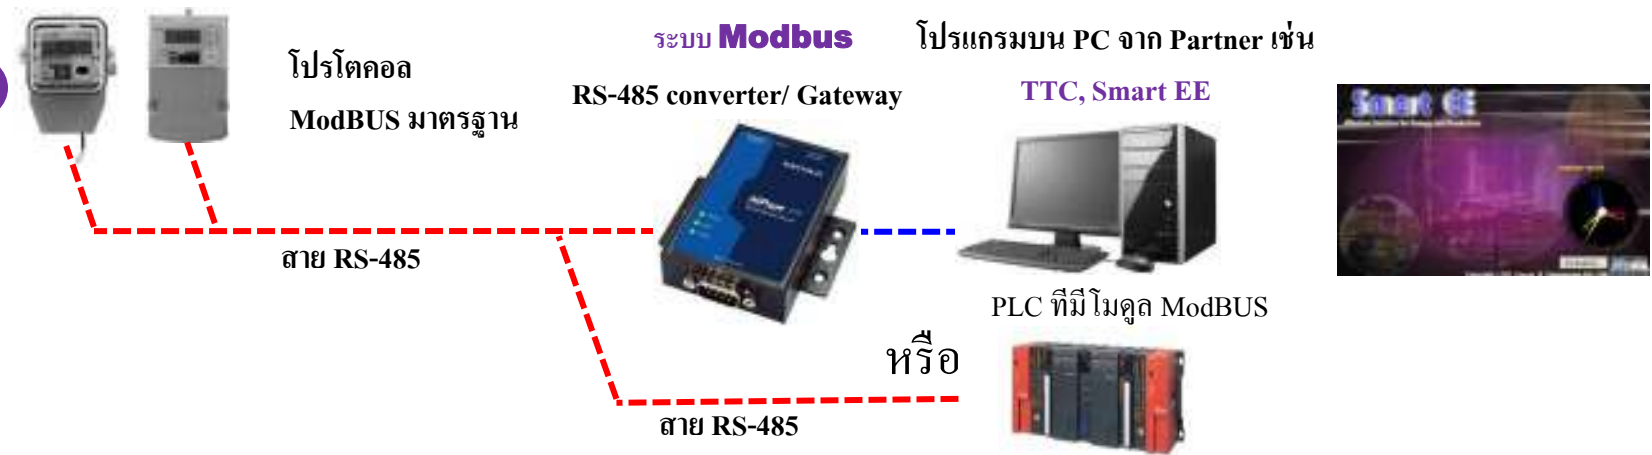 โปรโตคอล
ModBUS มาตรฐาน
ระบบ Modbus
RS-485 converter/ Gateway
โปรแกรมบน PC จาก Partner เช่น
TTC, Smart EE
Smart EE
สาย RS-485
PLC ที่มีโมดูล ModBUS
หรือ
สาย RS-485